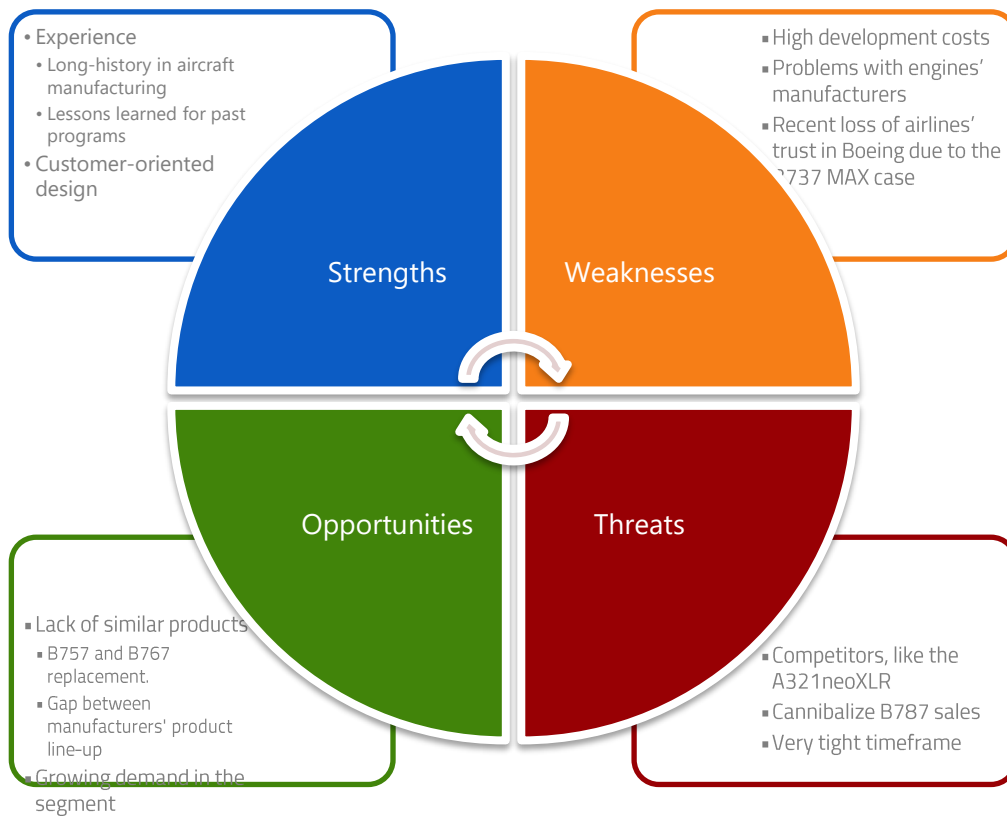 • Experience
• Long-history in aircraft
manufacturing
• Lessons learned for past
programs
• Customer-oriented
design
▪ High development costs
▪ Problems with engines’
manufacturers
▪ Recent loss of airlines’
trust in Boeing due to the
B737 MAX case
Strengths
Weaknesses
Opportunities
Threats
▪ Lack of similar products
▪ B757 and B767
replacement.
▪ Gap between
manufacturers' product
line-up
▪ Growing demand in the
segment
▪ Competitors, like the
A321neoXLR
▪ Cannibalize B787 sales
▪ Very tight timeframe